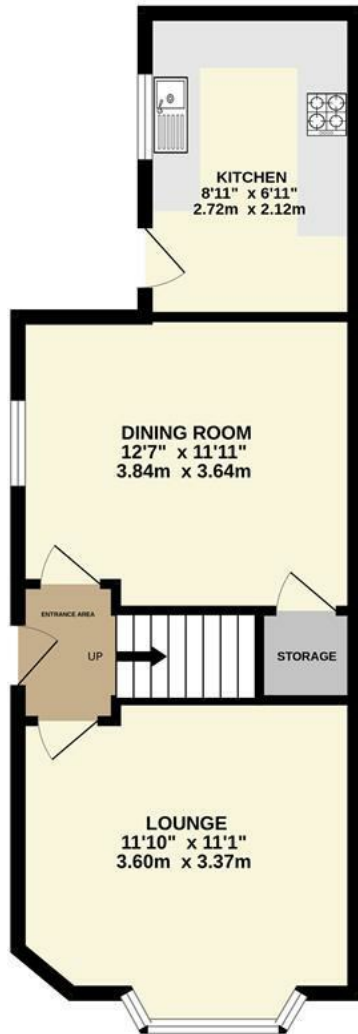 KITCHEN
8'11" x 6'11"
2.72m x 2.12m
DINING ROOM
12'7" x 11'11"
3.84m x 3.64m
ENTRANCE AREA
UP
STORAGE
LOUNGE
11'10" x 11'1"
3.60m x 3.37m